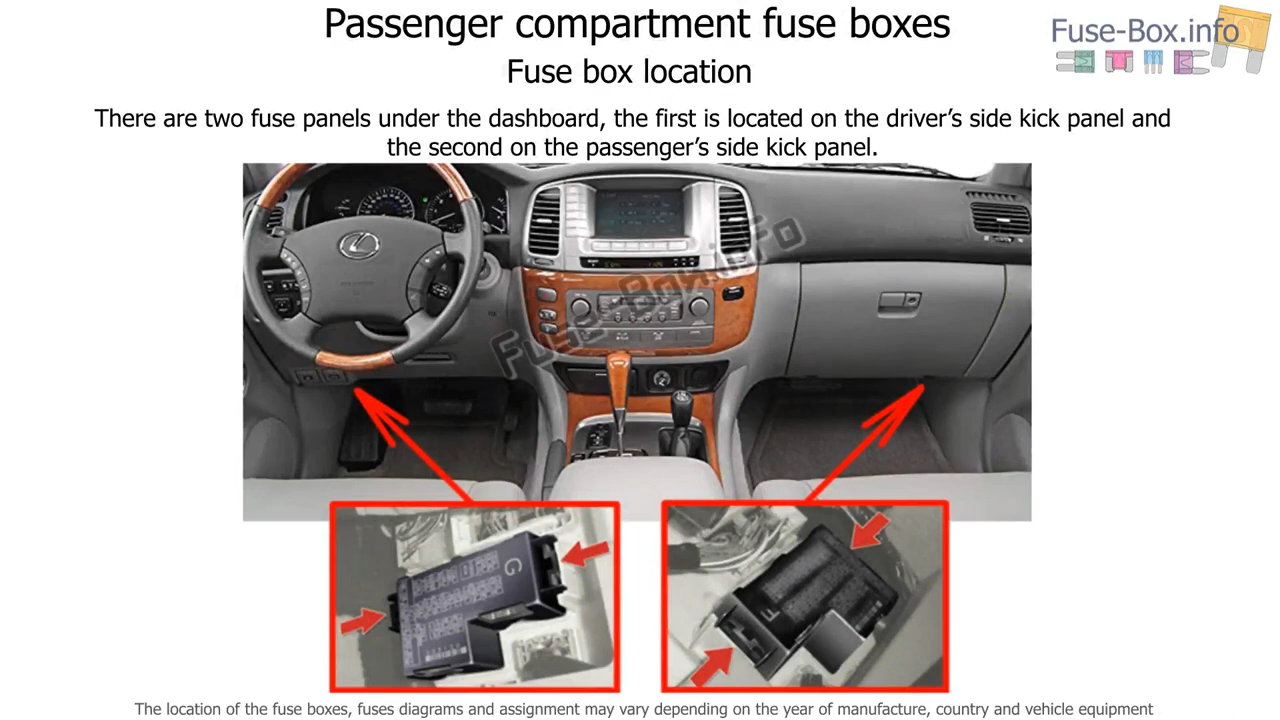 Passenger compartment fuse boxes
Fuse-Box.info
Fuse box location
There are two fuse panels under the dashboard, the first is located on the driver’s side kick panel and
the second on the passenger’s side kick panel.
Fuse-Box.info
G
F
The location of the fuse boxes, fuses diagrams and assignment may vary depending on the year of manufacture, country and vehicle equipment